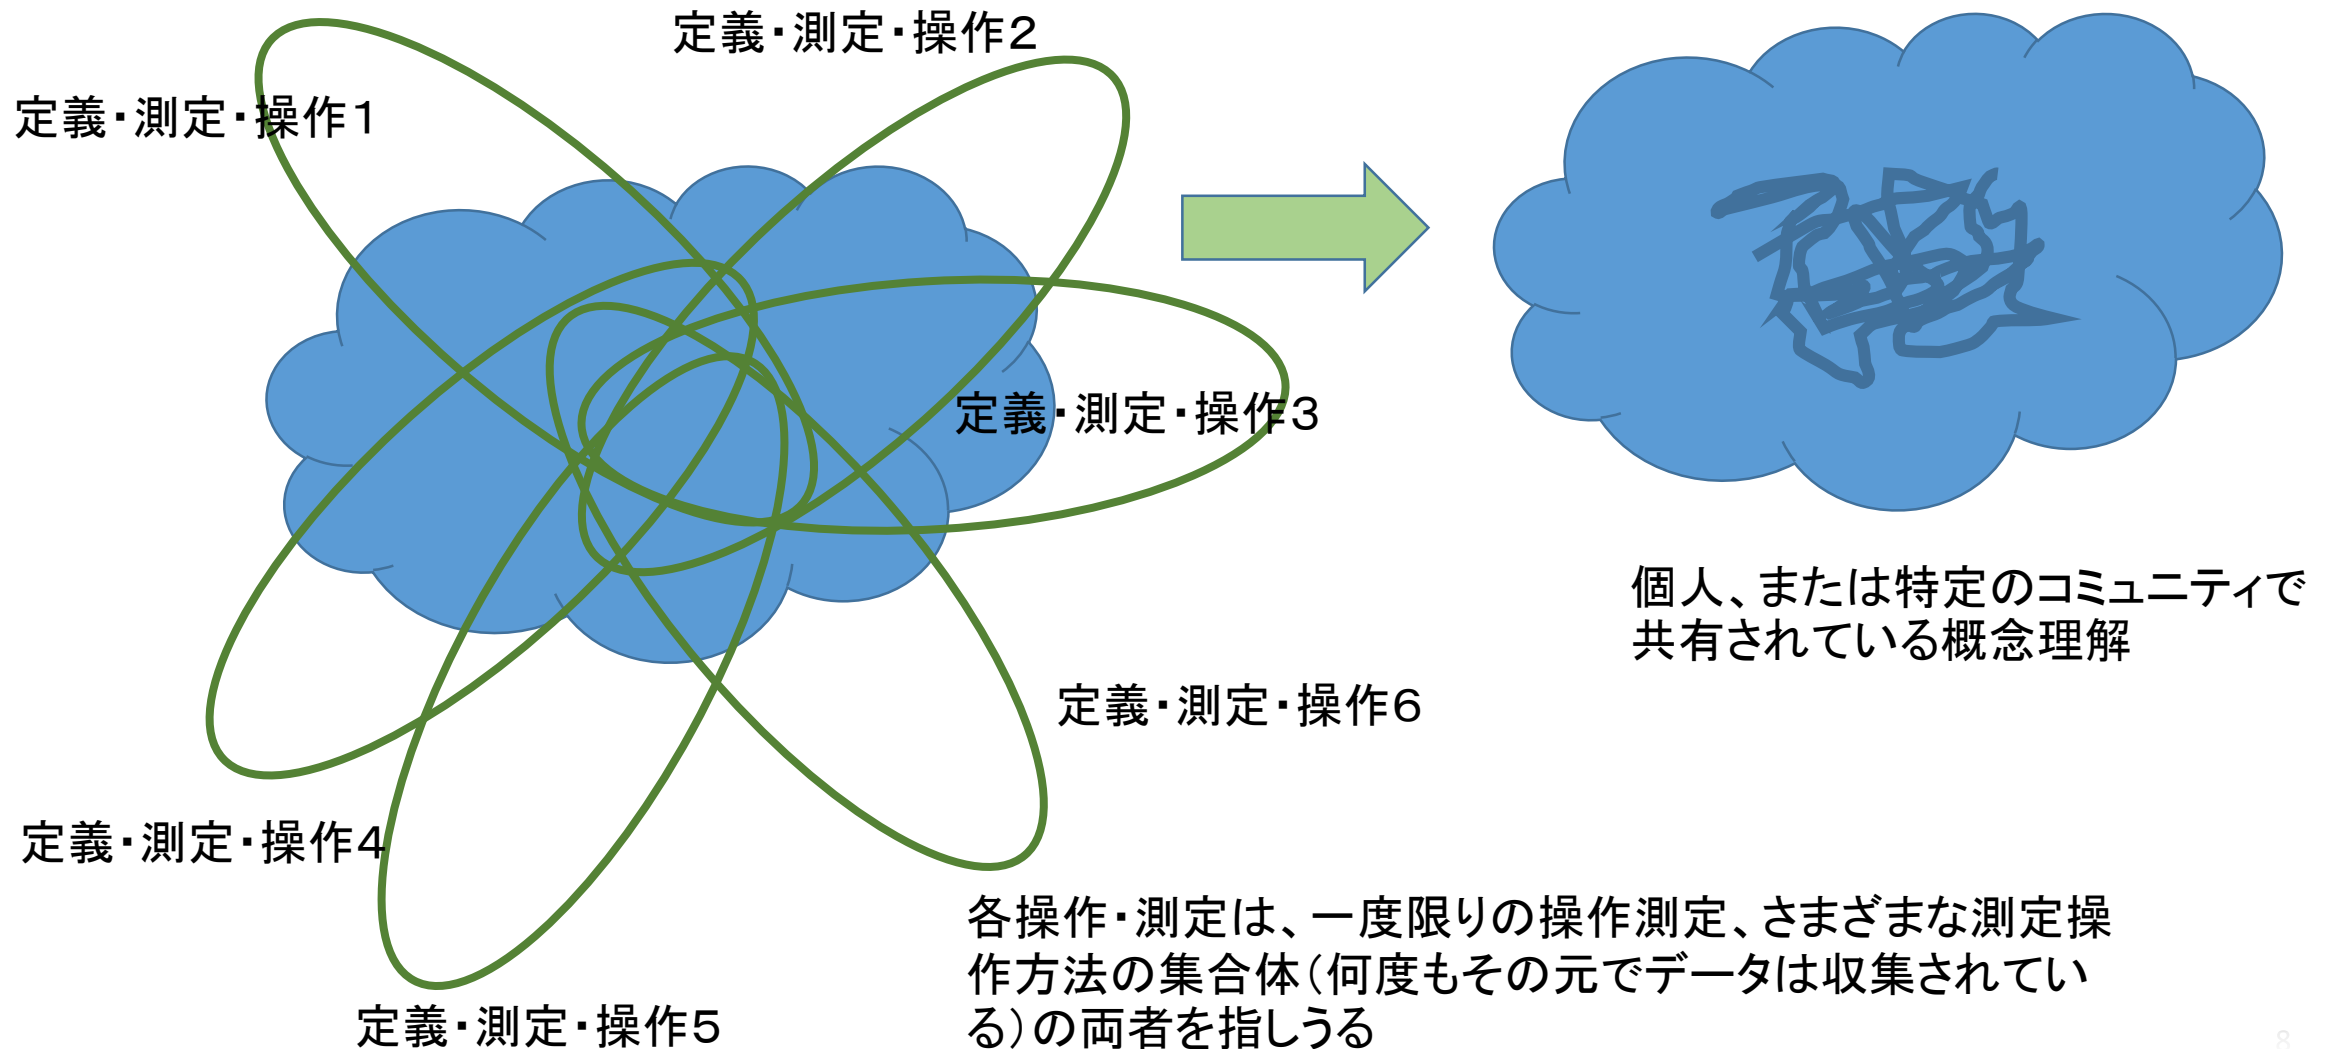 定義・測定・操作2
定義・測定・操作1
定義・測定・操作3
個人、または特定のコミュニティで
共有されている概念理解
定義・測定・操作6
定義・測定・操作4
各操作・測定は、一度限りの操作測定、さまざまな測定操
作方法の集合体（何度もその元でデータは収集されてい
る）の両者を指しうる
定義・測定・操作5
8